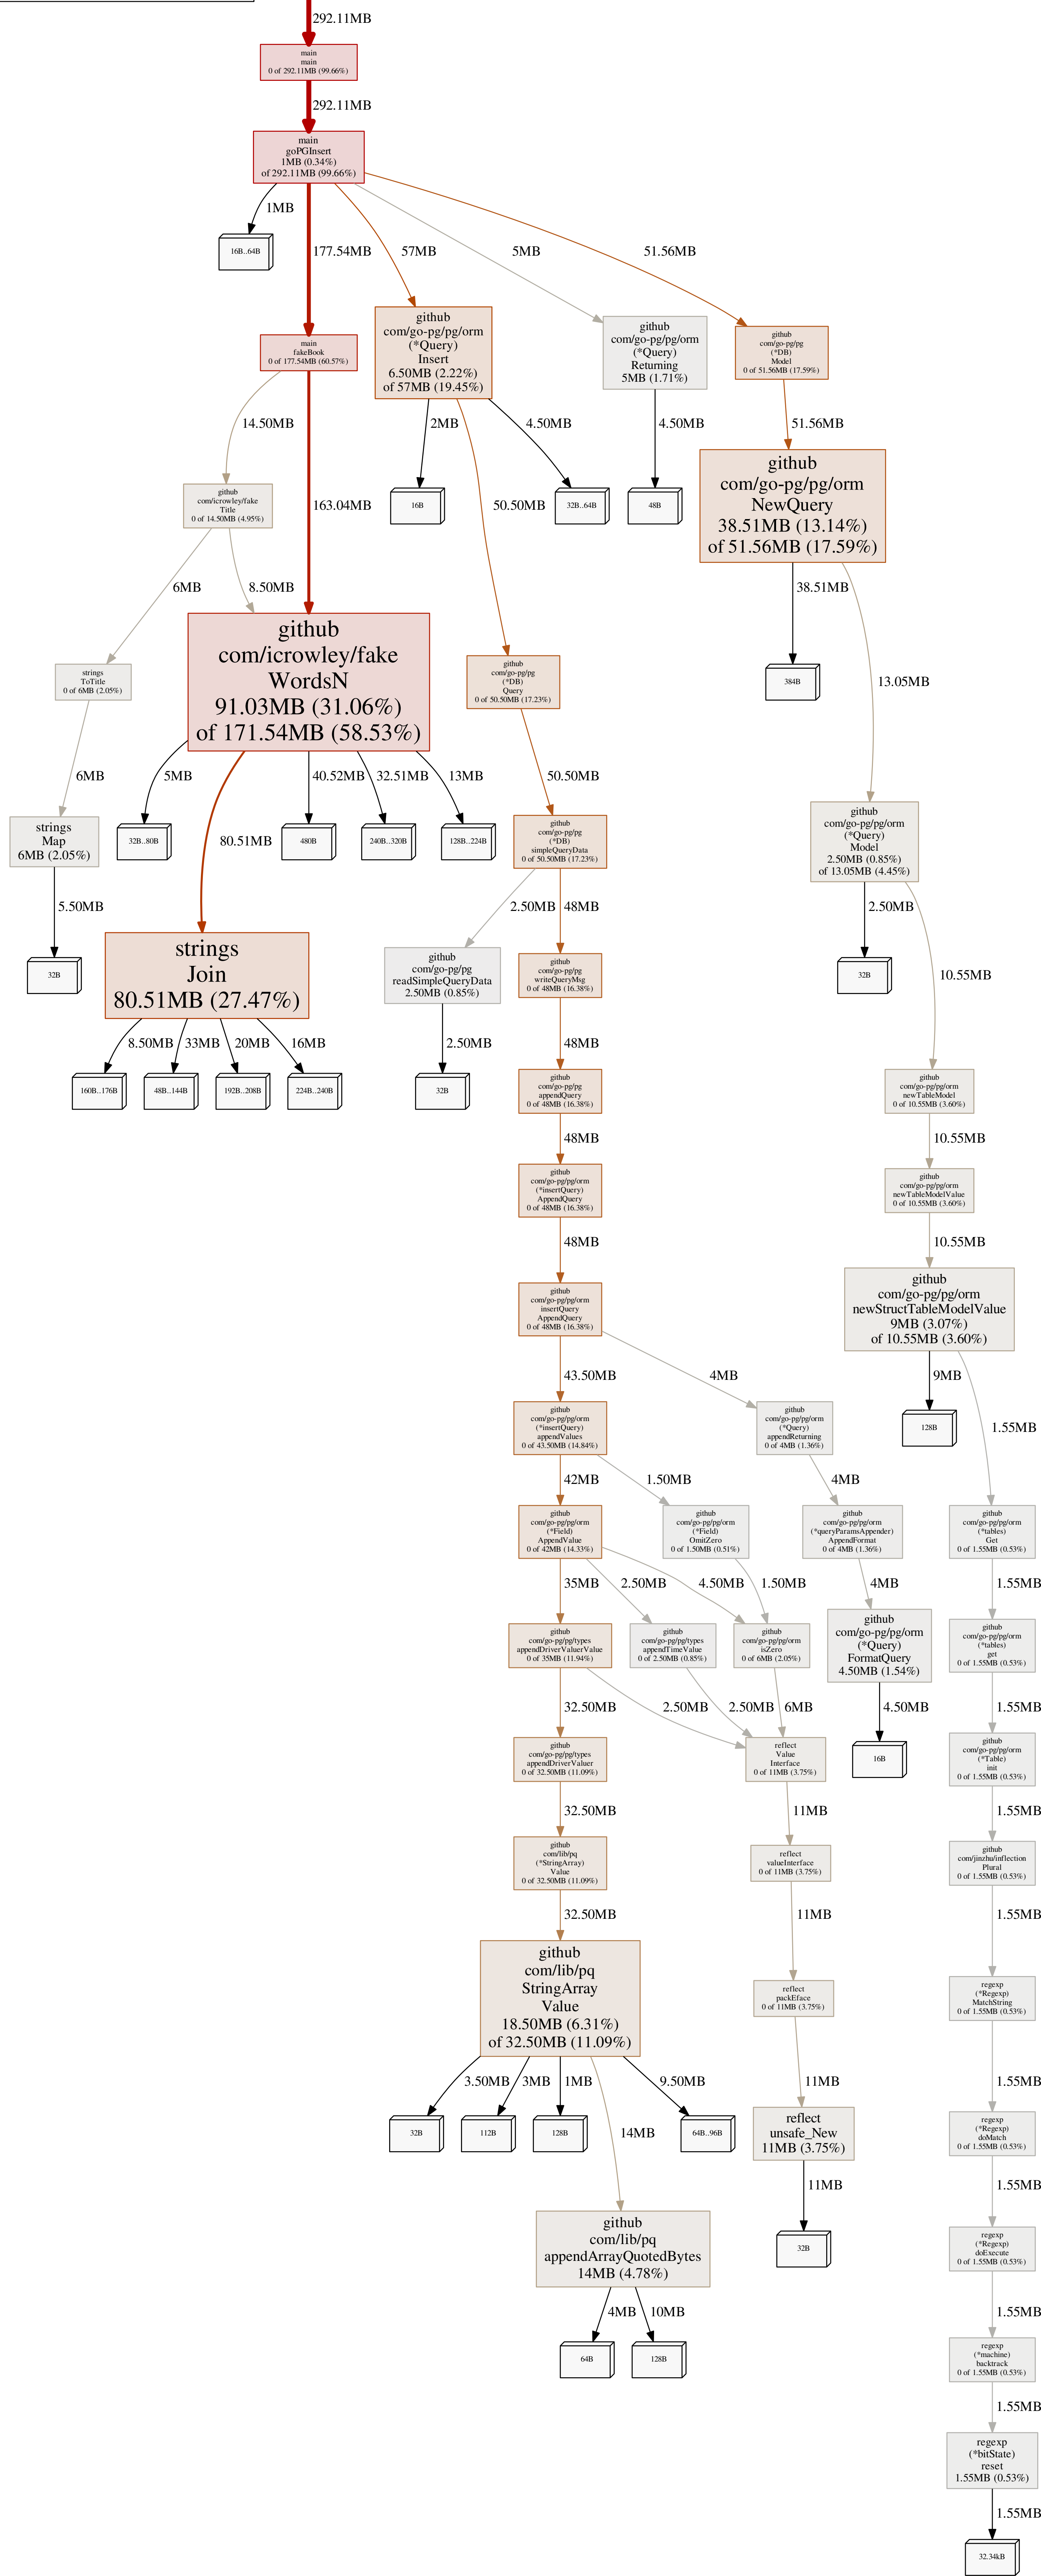 292.11MB
main
main
0 of 292.11MB (99.66%)
292.11MB
main
goPGInsert
1MB (0.34%)
of 292.11MB (99.66%)
1MB
177.54MB
57MB
5MB
51.56MB
16B..64B
main
fakeBook
0 of 177.54MB (60.57%)
github
com/go-pg/pg/orm
(*Query)
Insert
6.50MB (2.22%)
of 57MB (19.45%)
github
com/go-pg/pg/orm
(*Query)
Returning
5MB (1.71%)
github
com/go-pg/pg
(*DB)
Model
0 of 51.56MB (17.59%)
14.50MB
163.04MB
2MB
50.50MB
4.50MB
4.50MB
51.56MB
github
com/icrowley/fake
Title
0 of 14.50MB (4.95%)
16B
32B..64B
48B
github
com/go-pg/pg/orm
NewQuery
38.51MB (13.14%)
of 51.56MB (17.59%)
6MB
8.50MB
38.51MB
13.05MB
strings
ToTitle
0 of 6MB (2.05%)
github
com/icrowley/fake
WordsN
91.03MB (31.06%)
of 171.54MB (58.53%)
github
com/go-pg/pg
(*DB)
Query
0 of 50.50MB (17.23%)
384B
6MB
5MB
80.51MB
40.52MB
32.51MB
13MB
50.50MB
strings
Map
6MB (2.05%)
32B..80B
480B
240B..320B
128B..224B
github
com/go-pg/pg
(*DB)
simpleQueryData
0 of 50.50MB (17.23%)
github
com/go-pg/pg/orm
(*Query)
Model
2.50MB (0.85%)
of 13.05MB (4.45%)
5.50MB
2.50MB
48MB
2.50MB
10.55MB
32B
strings
Join
80.51MB (27.47%)
github
com/go-pg/pg
readSimpleQueryData
2.50MB (0.85%)
github
com/go-pg/pg
writeQueryMsg
0 of 48MB (16.38%)
32B
8.50MB
33MB
20MB
16MB
2.50MB
48MB
160B..176B
48B..144B
192B..208B
224B..240B
32B
github
com/go-pg/pg
appendQuery
0 of 48MB (16.38%)
github
com/go-pg/pg/orm
newTableModel
0 of 10.55MB (3.60%)
48MB
10.55MB
github
com/go-pg/pg/orm
(*insertQuery)
AppendQuery
0 of 48MB (16.38%)
github
com/go-pg/pg/orm
newTableModelValue
0 of 10.55MB (3.60%)
48MB
10.55MB
github
com/go-pg/pg/orm
insertQuery
AppendQuery
0 of 48MB (16.38%)
github
com/go-pg/pg/orm
newStructTableModelValue
9MB (3.07%)
of 10.55MB (3.60%)
43.50MB
4MB
9MB
1.55MB
github
com/go-pg/pg/orm
(*insertQuery)
appendValues
0 of 43.50MB (14.84%)
github
com/go-pg/pg/orm
(*Query)
appendReturning
0 of 4MB (1.36%)
128B
42MB
1.50MB
4MB
github
com/go-pg/pg/orm
(*Field)
AppendValue
0 of 42MB (14.33%)
github
com/go-pg/pg/orm
(*Field)
OmitZero
0 of 1.50MB (0.51%)
github
com/go-pg/pg/orm
(*queryParamsAppender)
AppendFormat
0 of 4MB (1.36%)
github
com/go-pg/pg/orm
(*tables)
Get
0 of 1.55MB (0.53%)
35MB
2.50MB
4.50MB
1.50MB
4MB
1.55MB
github
com/go-pg/pg/types
appendDriverValuerValue
0 of 35MB (11.94%)
github
com/go-pg/pg/types
appendTimeValue
0 of 2.50MB (0.85%)
github
com/go-pg/pg/orm
isZero
0 of 6MB (2.05%)
github
com/go-pg/pg/orm
(*Query)
FormatQuery
4.50MB (1.54%)
github
com/go-pg/pg/orm
(*tables)
get
0 of 1.55MB (0.53%)
32.50MB
2.50MB
2.50MB
6MB
4.50MB
1.55MB
github
com/go-pg/pg/types
appendDriverValuer
0 of 32.50MB (11.09%)
reflect
Value
Interface
0 of 11MB (3.75%)
16B
github
com/go-pg/pg/orm
(*Table)
init
0 of 1.55MB (0.53%)
32.50MB
11MB
1.55MB
github
com/lib/pq
(*StringArray)
Value
0 of 32.50MB (11.09%)
reflect
valueInterface
0 of 11MB (3.75%)
github
com/jinzhu/inflection
Plural
0 of 1.55MB (0.53%)
32.50MB
11MB
1.55MB
github
com/lib/pq
StringArray
Value
18.50MB (6.31%)
of 32.50MB (11.09%)
reflect
packEface
0 of 11MB (3.75%)
regexp
(*Regexp)
MatchString
0 of 1.55MB (0.53%)
3.50MB
3MB
1MB
14MB
9.50MB
11MB
1.55MB
32B
112B
128B
64B..96B
reflect
unsafe_New
11MB (3.75%)
regexp
(*Regexp)
doMatch
0 of 1.55MB (0.53%)
11MB
1.55MB
github
com/lib/pq
appendArrayQuotedBytes
14MB (4.78%)
32B
regexp
(*Regexp)
doExecute
0 of 1.55MB (0.53%)
4MB
10MB
1.55MB
64B
128B
regexp
(*machine)
backtrack
0 of 1.55MB (0.53%)
1.55MB
regexp
(*bitState)
reset
1.55MB (0.53%)
1.55MB
32.34kB